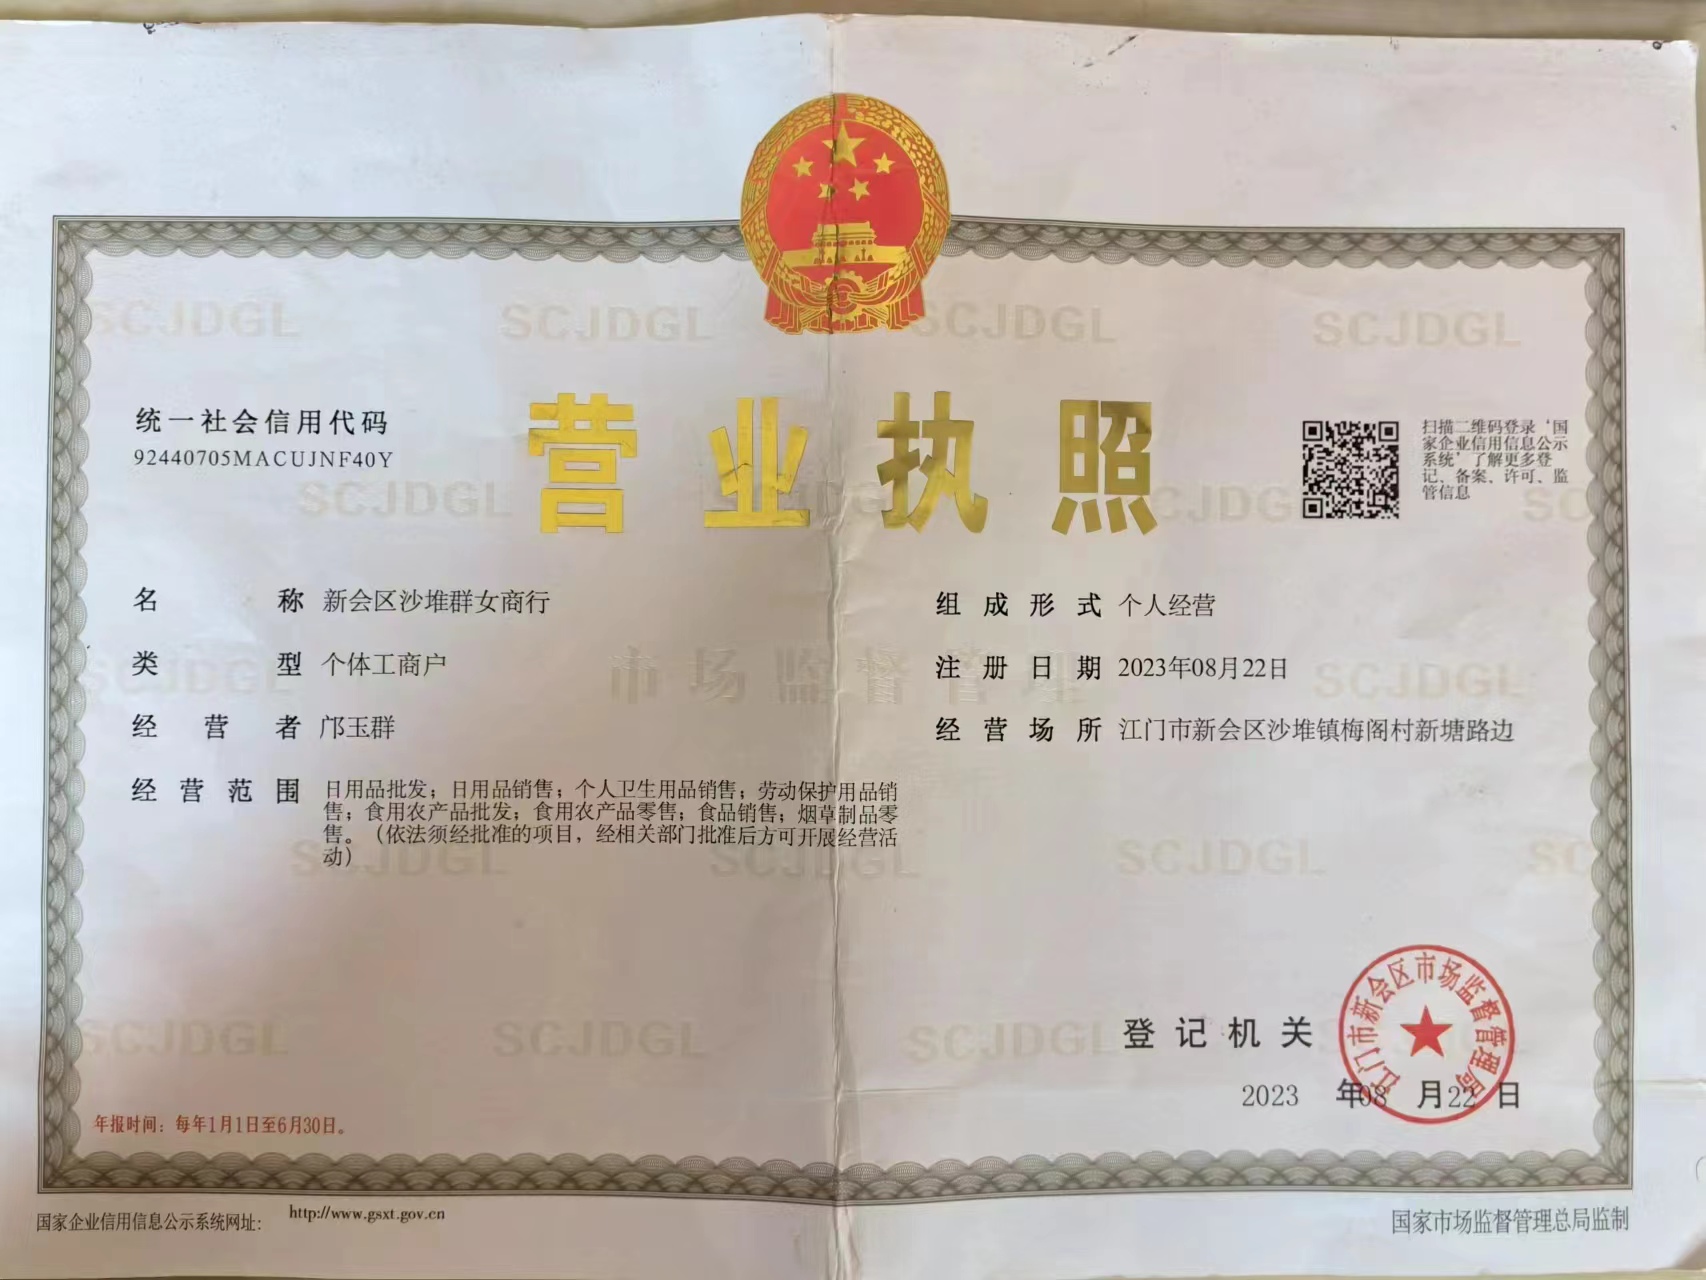 统一社会信用代码
92440705MACUJNF40Y
营业执照
扫描二维码登录‘国
家企业信用信息公示
系统’了解更多登
记、备案、许可、监
管信息
名称 新会区沙堆群女商行
类型 个体工商户
经营者 邝玉群
经营范围 日用品批发；日用品销售；个人卫生用品销售；劳动保护用品销
售；食用农产品批发；食用农产品零售；食品销售；烟草制品零
售。（依法须经批准的项目，经相关部门批准后方可开展经营活
动）
组成形式 个人经营
注册日期 2023年08月22日
经营场所 江门市新会区沙堆镇梅阁村新塘路边
市场监督管理
SCJDGL
登记机关
江门市新会区市场监督管理局
2023 年08 月22 日
年报时间：每年1月1日至6月30日。
国家企业信用信息公示系统网址： http://www.gsxt.gov.cn
国家市场监督管理总局监制